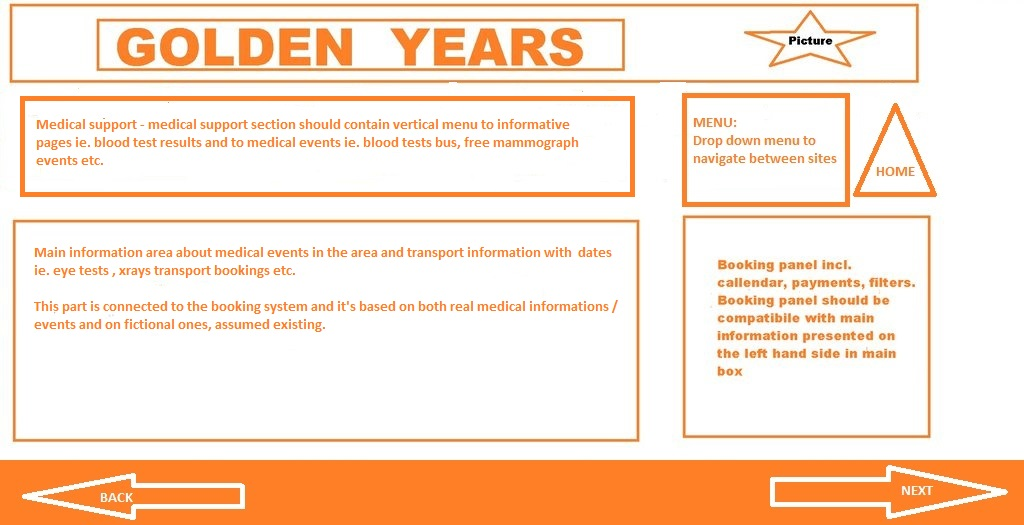 GOLDEN YEARS
Picture
Medical support - medical support section should contain vertical menu to informative
pages ie. blood test results and to medical events ie. blood tests bus, free mammograph
events etc.
MENU:
Drop down menu to
navigate between sites
HOME
Main information area about medical events in the area and transport information with dates
ie. eye tests , xrays transport bookings etc.
This part is connected to the booking system and it's based on both real medical informations /
events and on fictional ones, assumed existing.
Booking panel incl.
callendar, payments, filters.
Booking panel should be
compatibile with main
information presented on
the left hand side in main
box
BACK
NEXT